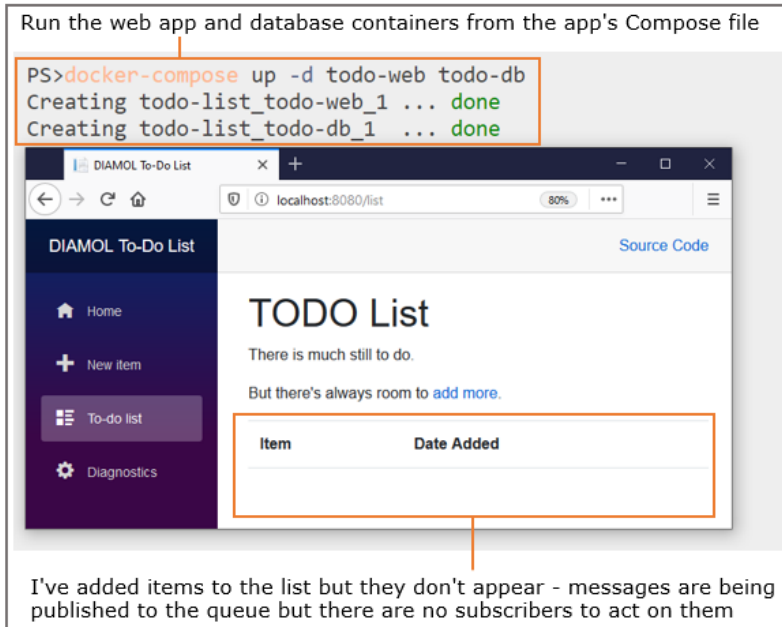 Run the web app and database containers from the app's Compose file
PS>docker-compose up -d todo-web todo-db
Creating todo-list_todo-web_1 ... done
Creating todo-list_todo-db_1 ... done
DIAMOL To-Do List
localhost:8080/list 80%
DIAMOL To-Do List
Source Code
Home
New item
To-do list
Diagnostics
TODO List
There is much still to do.
But there's always room to add more.
Item Date Added
I've added items to the list but they don't appear - messages are being
published to the queue but there are no subscribers to act on them